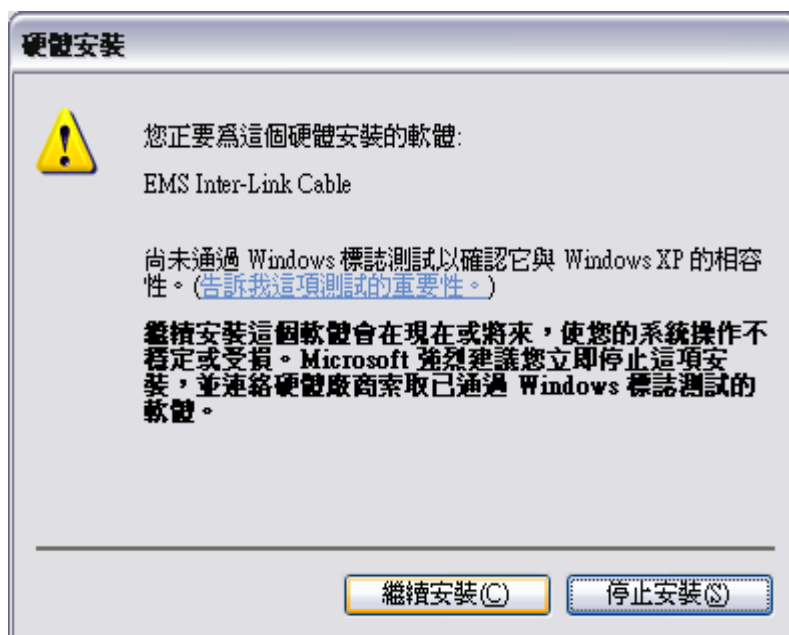 硬體安裝
您正要為這個硬體安裝的軟體:
EMS Inter-Link Cable
尚未通過 Windows 標誌測試以確認它與 Windows XP 的相容
性。(告訴我這項測試的重要性。)
繼續安裝這個軟體會在現在或將來，使您的系統操作不
穩定或受損。Microsoft 強烈建議您立即停止這項安
裝，並連絡硬體廠商索取已通過 Windows 標誌測試的
軟體。
繼續安裝(C)
停止安裝(S)